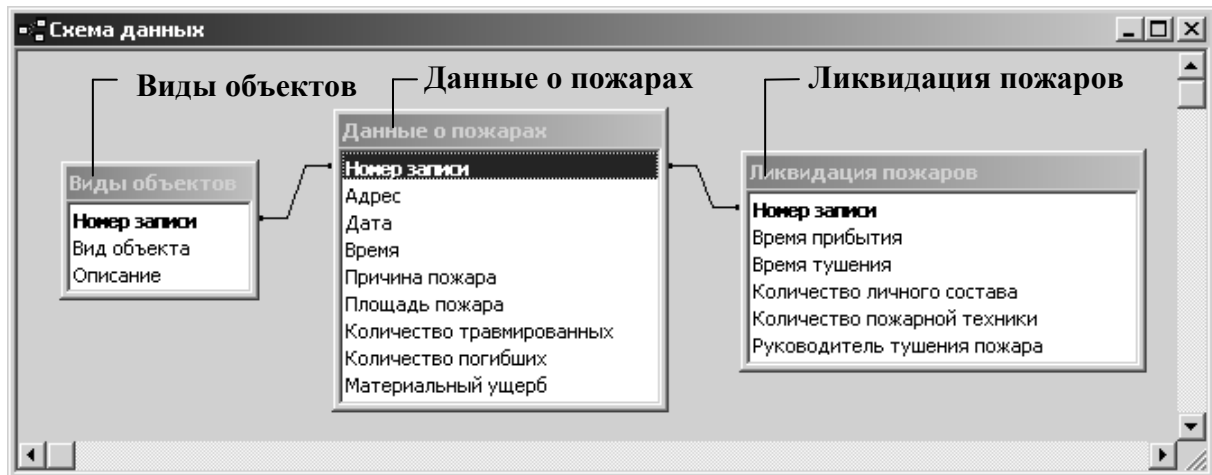 Схема данных
Виды объектов
Данные о пожарах
Ликвидация пожаров
Виды объектов
Номер записи
Вид объекта
Описание
Данные о пожарах
Номер записи
Адрес
Дата
Время
Причина пожара
Площадь пожара
Количество травмированных
Количество погибших
Материальный ущерб
Ликвидация пожаров
Номер записи
Время прибытия
Время тушения
Количество личного состава
Количество пожарной техники
Руководитель тушения пожара